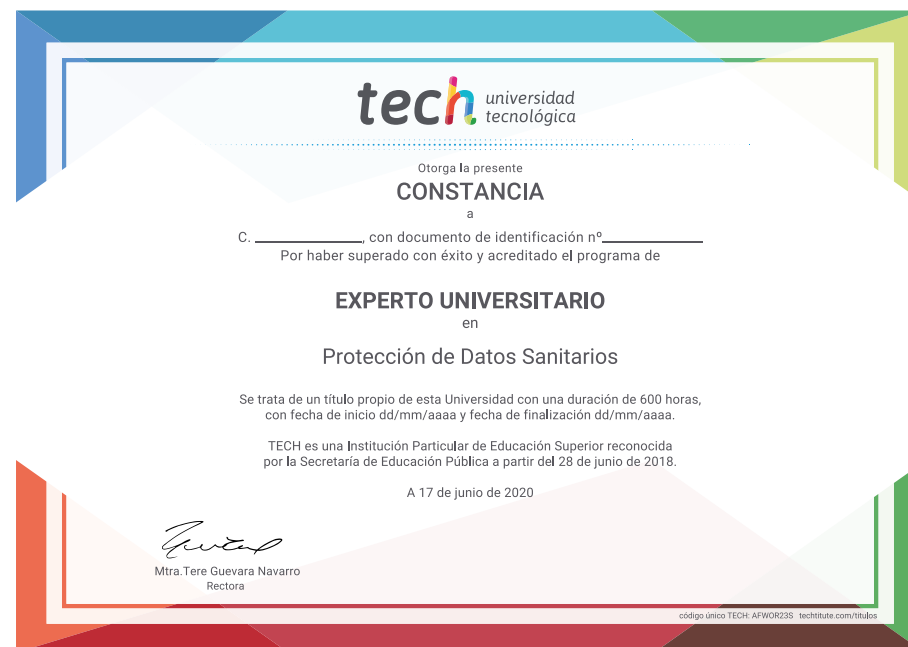 tech universidad
tecnológica
Otorga la presente
CONSTANCIA
a
C. ______________, con documento de identificación nº_____________
Por haber superado con éxito y acreditado el programa de
EXPERTO UNIVERSITARIO
en
Protección de Datos Sanitarios
Se trata de un título propio de esta Universidad con una duración de 600 horas,
con fecha de inicio dd/mm/aaaa y fecha de finalización dd/mm/aaaa.
TECH es una Institución Particular de Educación Superior reconocida
por la Secretaría de Educación Pública a partir del 28 de junio de 2018.
A 17 de junio de 2020
Mtra.Tere Guevara Navarro
Rectora
código único TECH: AFWOR23S techtitute.com/títulos